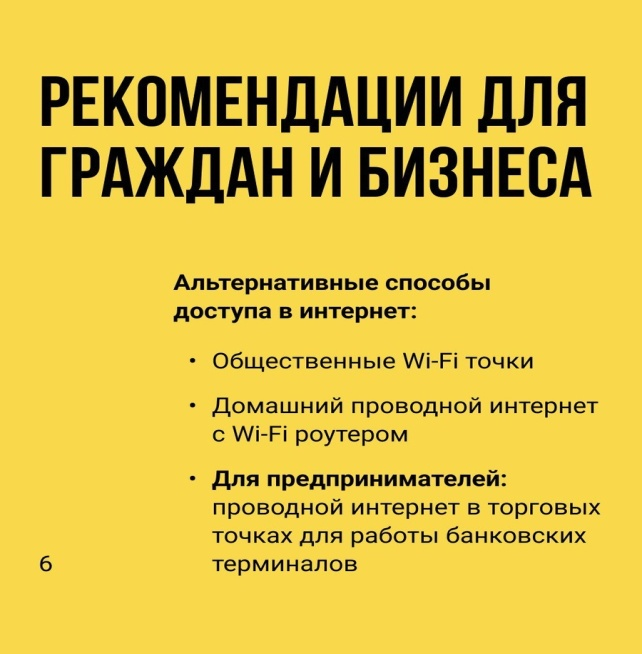 РЕКОМЕНДАЦИИ ДЛЯ
ГРАЖДАН И БИЗНЕСА
Альтернативные способы
доступа в интернет:
• Общественные Wi-Fi точки
• Домашний проводной интернет
с Wi-Fi роутером
• Для предпринимателей:
проводной интернет в торговых
точках для работы банковских
терминалов
6